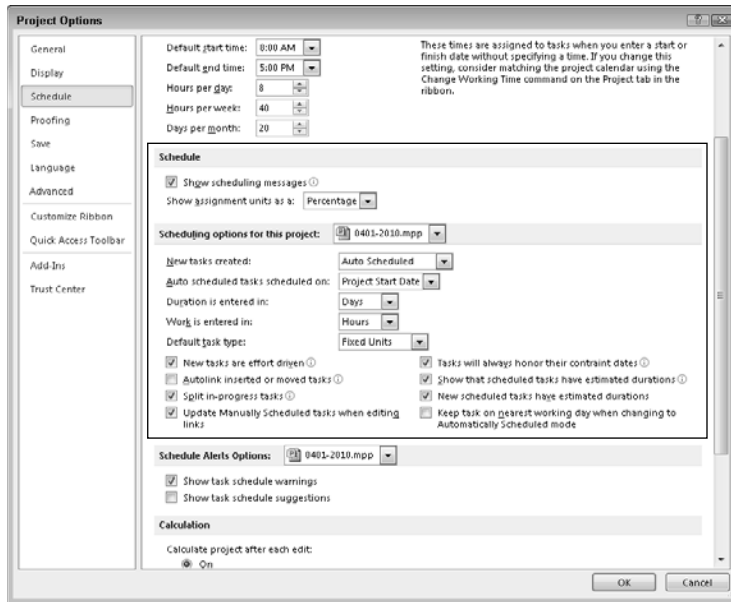 Project Options
General
Display
Schedule
Proofing
Save
Language
Advanced
Customize Ribbon
Quick Access Toolbar
Add-Ins
Trust Center
Default start time: 8:00 AM
Default end time: 5:00 PM
Hours per day: 8
Hours per week: 40
Days per month: 20
These times are assigned to tasks when you enter a start or
finish date without specifying a time. If you change this
setting, consider matching the project calendar using the
Change Working Time command on the Project tab in the
ribbon.
Schedule
Show scheduling messages
Show assignment units as a: Percentage
Scheduling options for this project: 0401-2010.mpp
New tasks created: Auto Scheduled
Auto scheduled tasks scheduled on: Project Start Date
Duration is entered in: Days
Work is entered in: Hours
Default task type: Fixed Units
New tasks are effort driven
Autolink inserted or moved tasks
Split in-progress tasks
Update Manually Scheduled tasks when editing
links
Tasks will always honor their contraint dates
Show that scheduled tasks have estimated durations
New scheduled tasks have estimated durations
Keep task on nearest working day when changing to
Automatically Scheduled mode
Schedule Alerts Options: 0401-2010.mpp
Show task schedule warnings
Show task schedule suggestions
Calculation
Calculate project after each edit:
On
OK
Cancel